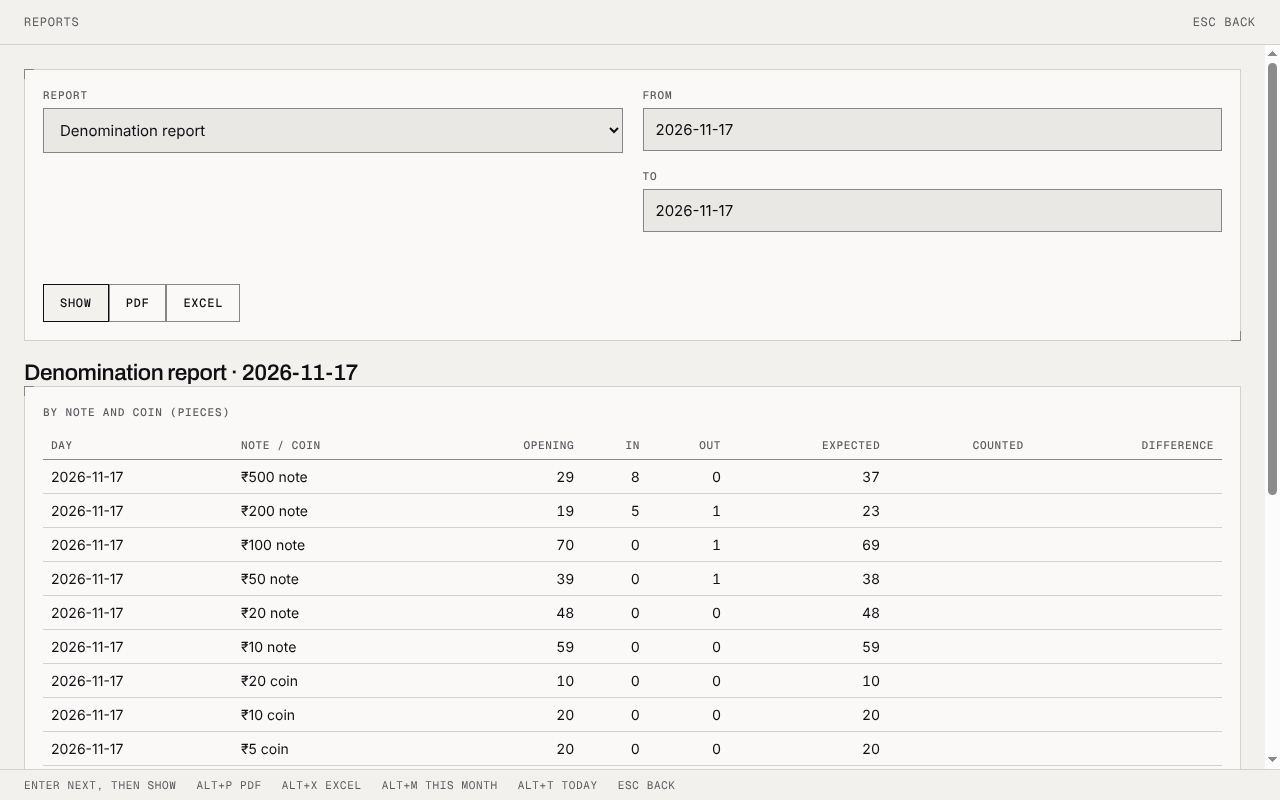 REPORTS ESC BACK
REPORT FROM
Denomination report 2026-11-17
TO
2026-11-17
SHOW PDF EXCEL
Denomination report · 2026-11-17
BY NOTE AND COIN (PIECES)
DAY NOTE / COIN OPENING IN OUT EXPECTED COUNTED DIFFERENCE
2026-11-17 ₹500 note 29 8 0 37
2026-11-17 ₹200 note 19 5 1 23
2026-11-17 ₹100 note 70 0 1 69
2026-11-17 ₹50 note 39 0 1 38
2026-11-17 ₹20 note 48 0 0 48
2026-11-17 ₹10 note 59 0 0 59
2026-11-17 ₹20 coin 10 0 0 10
2026-11-17 ₹10 coin 20 0 0 20
2026-11-17 ₹5 coin 20 0 0 20
ENTER NEXT, THEN SHOW ALT+P PDF ALT+X EXCEL ALT+M THIS MONTH ALT+T TODAY ESC BACK